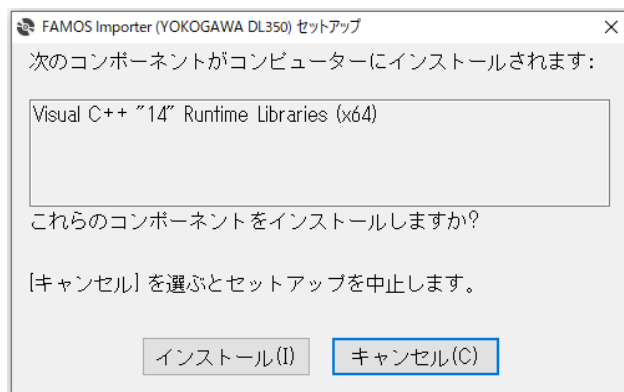 FAMOS Importer (YOKOGAWA DL350) セットアップ
次のコンポーネントがコンピューターにインストールされます:
Visual C++ "14" Runtime Libraries (x64)
これらのコンポーネントをインストールしますか?
[キャンセル] を選ぶとセットアップを中止します。
インストール(I) キャンセル(C)